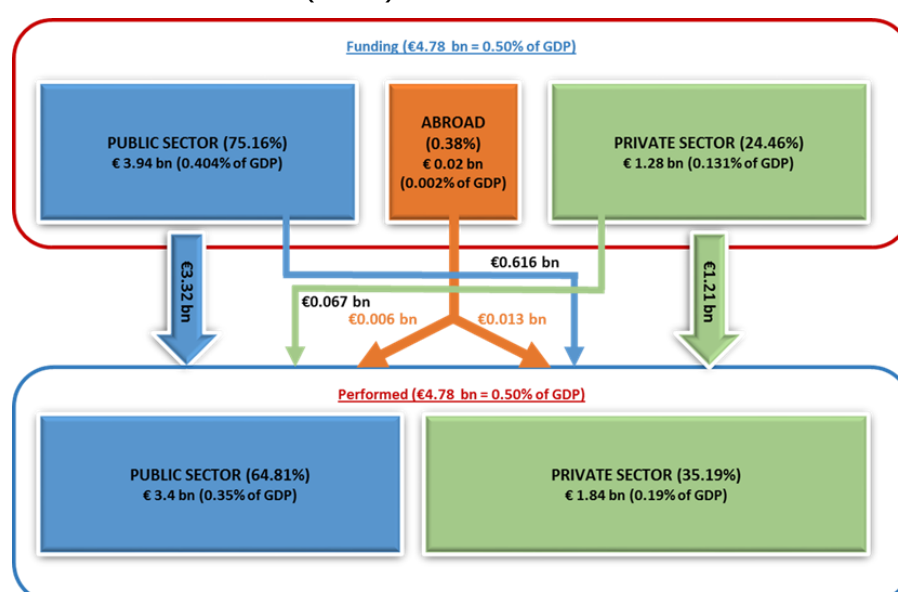 Funding (€4.78 bn = 0.50% of GDP)
PUBLIC SECTOR (75.16%)
€ 3.94 bn (0.404% of GDP)
ABROAD
(0.38%)
€ 0.02 bn
(0.002% of GDP)
PRIVATE SECTOR (24.46%)
€ 1.28 bn (0.131% of GDP)
€3.32 bn
€0.616 bn
€1.21 bn
€0.067 bn
€0.006 bn
€0.013 bn
Performed (€4.78 bn = 0.50% of GDP)
PUBLIC SECTOR (64.81%)
€ 3.4 bn (0.35% of GDP)
PRIVATE SECTOR (35.19%)
€ 1.84 bn (0.19% of GDP)